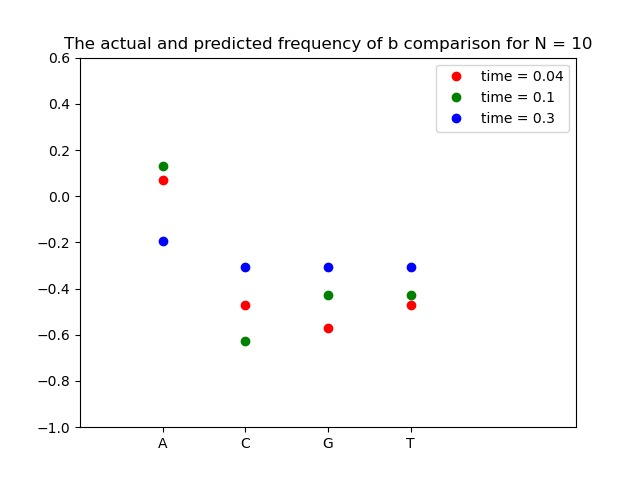 The actual and predicted frequency of b comparison for N = 10
time = 0.04
time = 0.1
time = 0.3
0.6
0.4
0.2
0.0
−0.2
−0.4
−0.6
−0.8
−1.0
A C G T